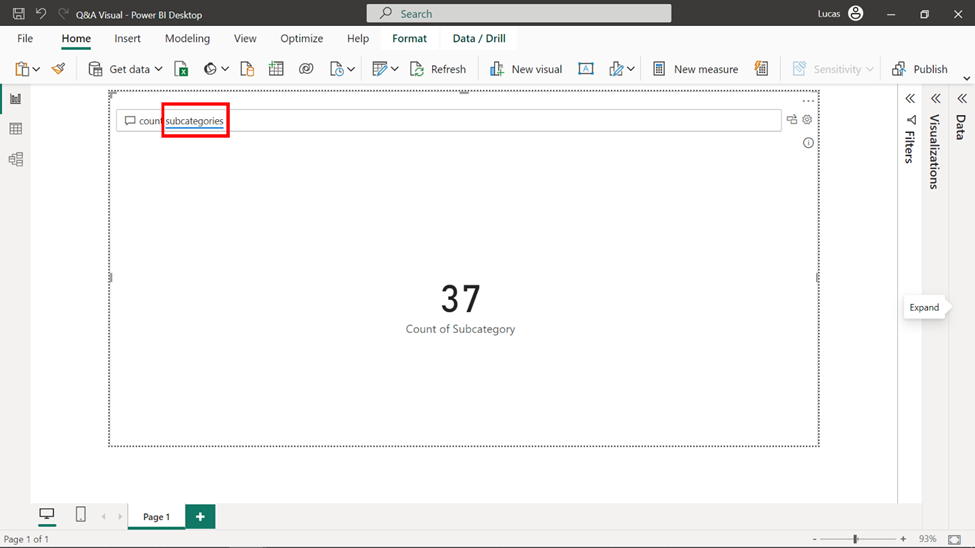 Q&A Visual - Power BI Desktop
Search
Lucas
File Home Insert Modeling View Optimize Help Format Data / Drill
Get data Refresh New visual New measure Sensitivity Publish
count subcategories
37
Count of Subcategory
Filters
Visualizations
Data
Expand
Page 1
Page 1 of 1
- + 93%